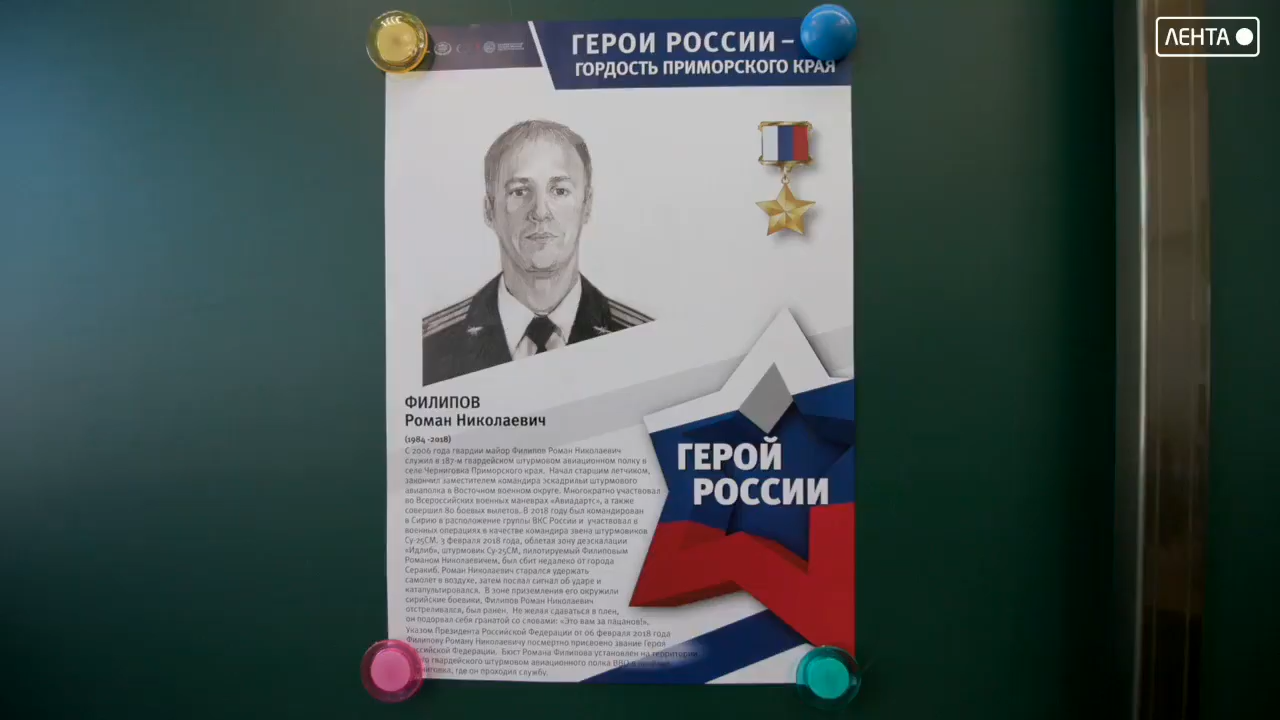 ГЕРОИ РОССИИ –
ГОРДОСТЬ ПРИМОРСКОГО КРАЯ
ЛЕНТА
ФИЛИПОВ
Роман Николаевич
(1984 -2018)
С 2006 года гвардии майор Филипов Роман Николаевич
служил в 187-м гвардейском штурмовом авиационном полку в
селе Черниговка Приморского края. Начал старшим летчиком,
закончил заместителем командира эскадрильи штурмового
авиаполка в Восточном военном округе. Многократно участвовал
во Всероссийских военных маневрах «Авиадартс», а также
совершил 80 боевых вылетов. В 2018 году был командирован
в Сирию в расположение группы ВКС России и участвовал в
военных операциях в качестве командира звена штурмовиков
Су-25СМ. 3 февраля 2018 года, облетая зону деэскалации
«Идлиб», штурмовик Су-25СМ, пилотируемый Филиповым
Романом Николаевичем, был сбит недалеко от города
Серакиб. Роман Николаевич старался удержать
самолёт в воздухе, затем послал сигнал об ударе и
катапультировался. В зоне приземления его окружили
сирийские боевики, Филипов Роман Николаевич
отстреливался, был ранен. Не желая сдаваться в плен,
он подорвал себя гранатой со словами: «Это вам за пацанов!».
Указом Президента Российской Федерации от 06 февраля 2018 года
Филипову Роману Николаевичу посмертно присвоено звание Героя
ссийской Федерации. Бюст Романа Филипова установлен на территории
го гвардейского штурмового авиационного полка ВВО в
ниговка, где он проходил службу.
ГЕРОЙ
РОССИИ